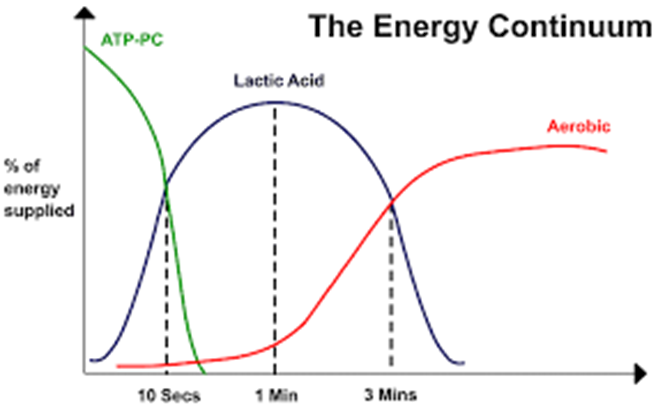 The Energy Continuum
ATP-PC
Lactic Acid
Aerobic
% of
energy
supplied
10 Secs
1 Min
3 Mins